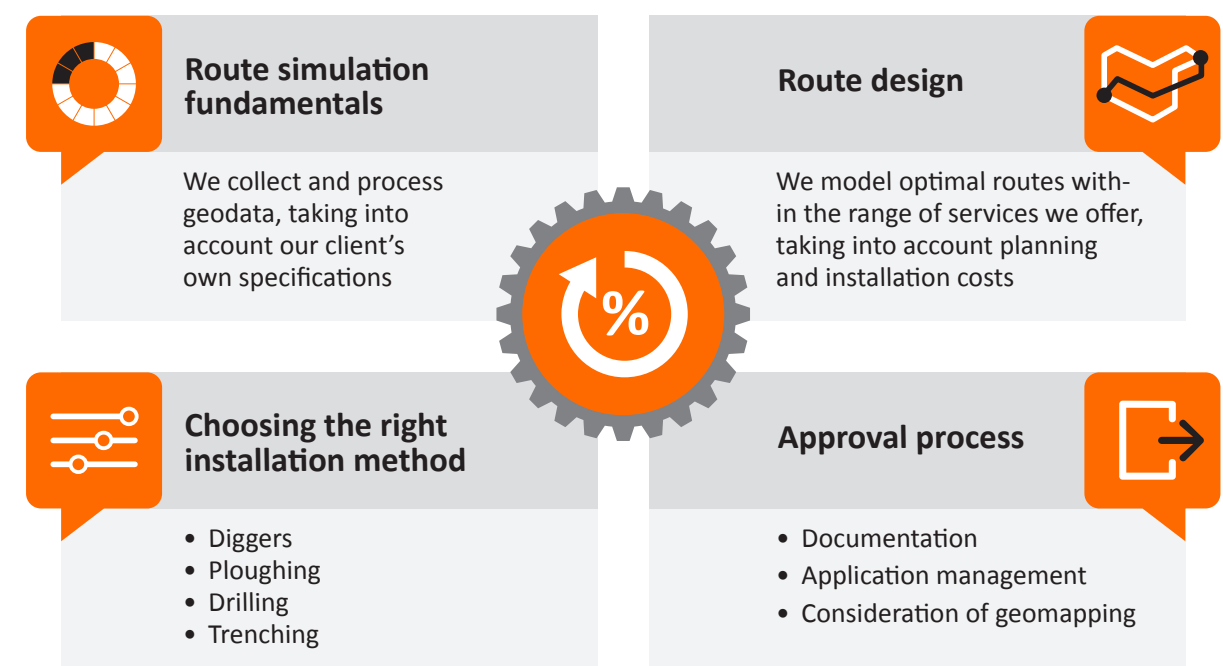 Route simulation
fundamentals
We collect and process
geodata, taking into
account our client’s
own specifications
Route design
We model optimal routes with-
in the range of services we offer,
taking into account planning
and installation costs
%
Choosing the right
installation method
• Diggers
• Ploughing
• Drilling
• Trenching
Approval process
• Documentation
• Application management
• Consideration of geomapping